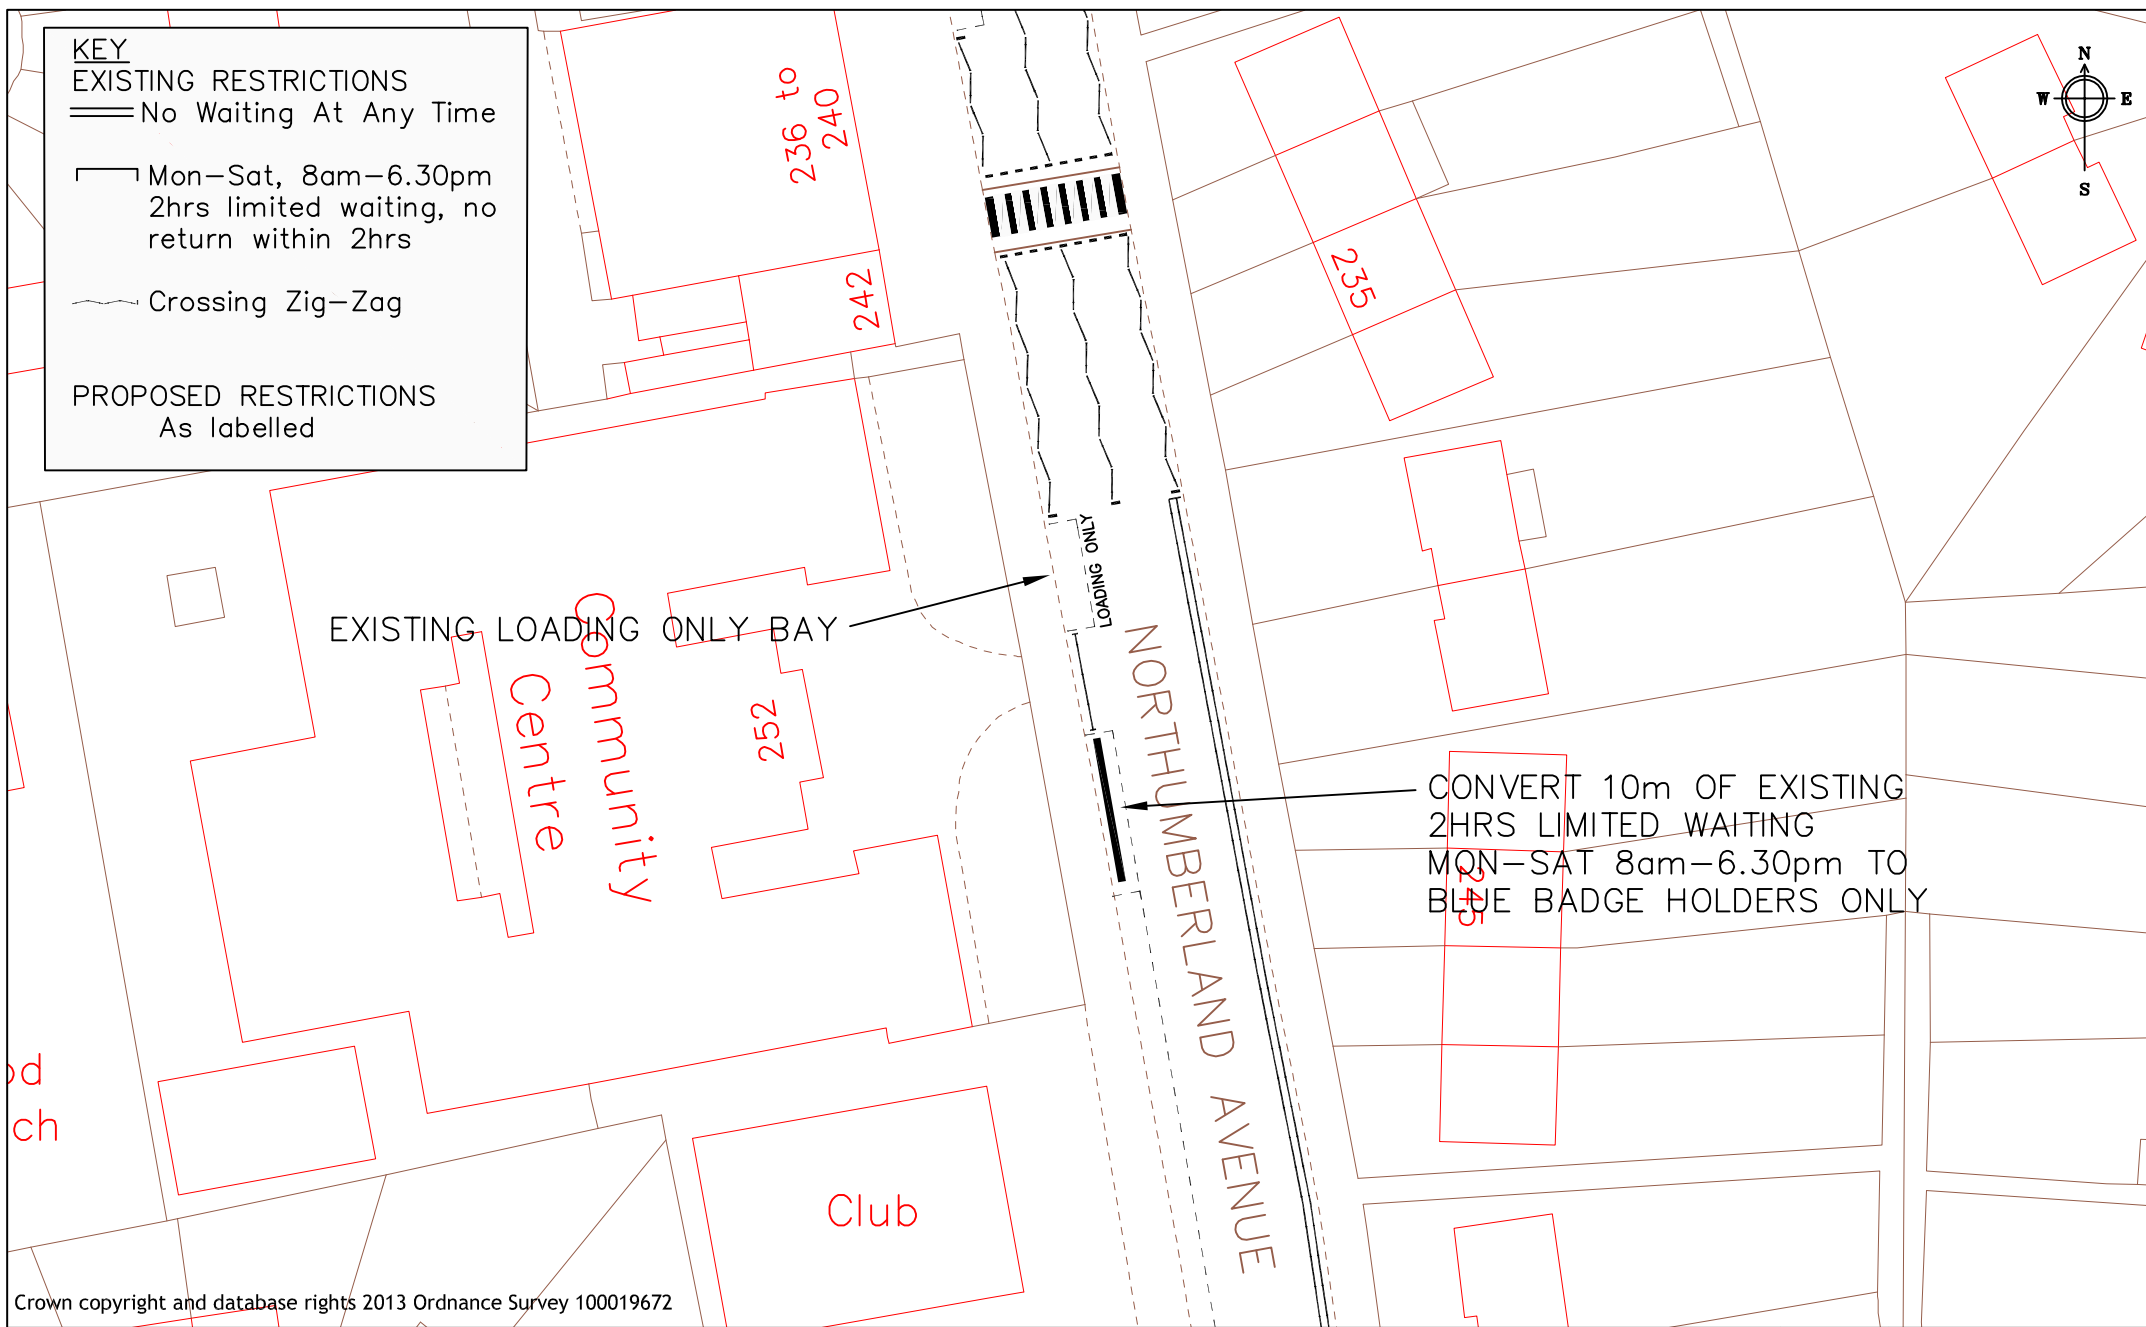 KEY
EXISTING RESTRICTIONS
No Waiting At Any Time
Mon-Sat, 8am-6.30pm
2hrs limited waiting, no
return within 2hrs
Crossing Zig-Zag
PROPOSED RESTRICTIONS
As labelled
236 to
240
242
235
N
W
E
S
LOADING ONLY
EXISTING LOADING ONLY BAY
Community
Centre
252
NORTHUMBERLAND AVENUE
CONVERT 10m OF EXISTING
2HRS LIMITED WAITING
MON-SAT 8am-6.30pm TO
BLUE BADGE HOLDERS ONLY
245
od
ch
Club
Crown copyright and database rights 2013 Ordnance Survey 100019672